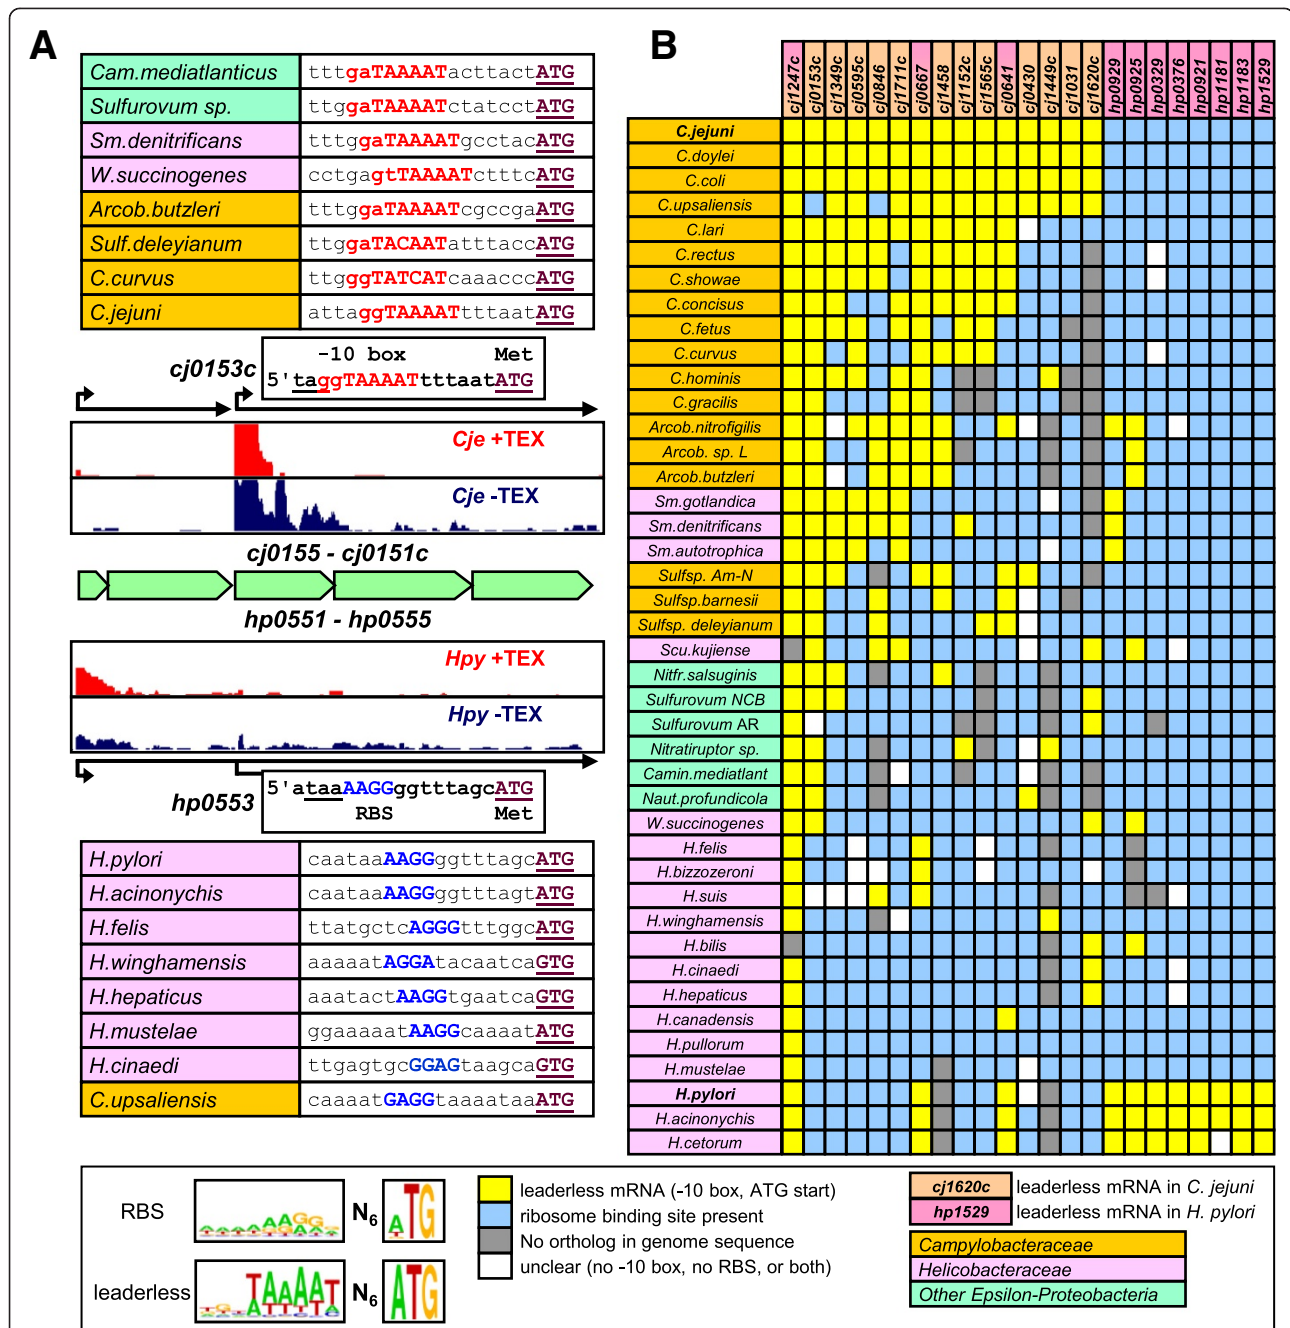 A
Cam.mediatlanticus tttgaTAAAATacttactATG
Sulfurovum sp. ttggaTAAAATctatcctATG
Sm.denitrificans tttggaTAAAATgcctacATG
W.succinogenes cctgagtTAAAATctttcATG
Arcob.butzleri tttggaTAAAATcgccgaATG
Sulf.deleyianum ttggaTACAATatttaccATG
C.curvus ttgggTATCATcaaacccATG
C.jejuni attaggTAAAATtttaatATG
cj0153c
-10 box Met
5'taggTAAAATtttaatATG
Cje +TEX
Cje -TEX
cj0155 - cj0151c
hp0551 - hp0555
Hpy +TEX
Hpy -TEX
hp0553
5'ataaAAGGggtttagcATG
RBS Met
H.pylori caataaAAGGggtttagcATG
H.acinonychis caataaAAGGggtttagtATG
H.felis ttatgctcAGGGtttggcATG
H.winghamensis aaaaatAGGAtacaatcaGTG
H.hepaticus aaatactAAGGtgaatcaGTG
H.mustelae ggaaaaatAAGGcaaaatATG
H.cinaedi ttgagtgcGGAGtaagcaGTG
C.upsaliensis caaaatGAGGtaaaataaATG
B
cj1247c cj0153c cj1349c cj0595c cj0846 cj1711c cj0667 cj1458 cj1152c cj1565c cj0641 cj0430 cj1449c cj1031 cj1620c hp0929 hp0925 hp0329 hp0376 hp0921 hp1181 hp1183 hp1529
C.jejuni
C.doylei
C.coli
C.upsaliensis
C.lari
C.rectus
C.showae
C.concisus
C.fetus
C.curvus
C.hominis
C.gracilis
Arcob.nitrofigilis
Arcob. sp. L
Arcob.butzleri
Sm.gotlandica
Sm.denitrificans
Sm.autotrophica
Sulfsp. Am-N
Sulfsp.barnesii
Sulfsp. deleyianum
Scu.kujiense
Nitfr.salsuginis
Sulfurovum NCB
Sulfurovum AR
Nitratiruptor sp.
Camin.mediatlant
Naut.profundicola
W.succinogenes
H.felis
H.bizzozeroni
H.suis
H.winghamensis
H.bilis
H.cinaedi
H.hepaticus
H.canadensis
H.pullorum
H.mustelae
H.pylori
H.acinonychis
H.cetorum
RBS N6 ATG
leaderless TAAAAT N6 ATG
leaderless mRNA (-10 box, ATG start)
ribosome binding site present
No ortholog in genome sequence
unclear (no -10 box, no RBS, or both)
cj1620c leaderless mRNA in C. jejuni
hp1529 leaderless mRNA in H. pylori
Campylobacteraceae
Helicobacteraceae
Other Epsilon-Proteobacteria